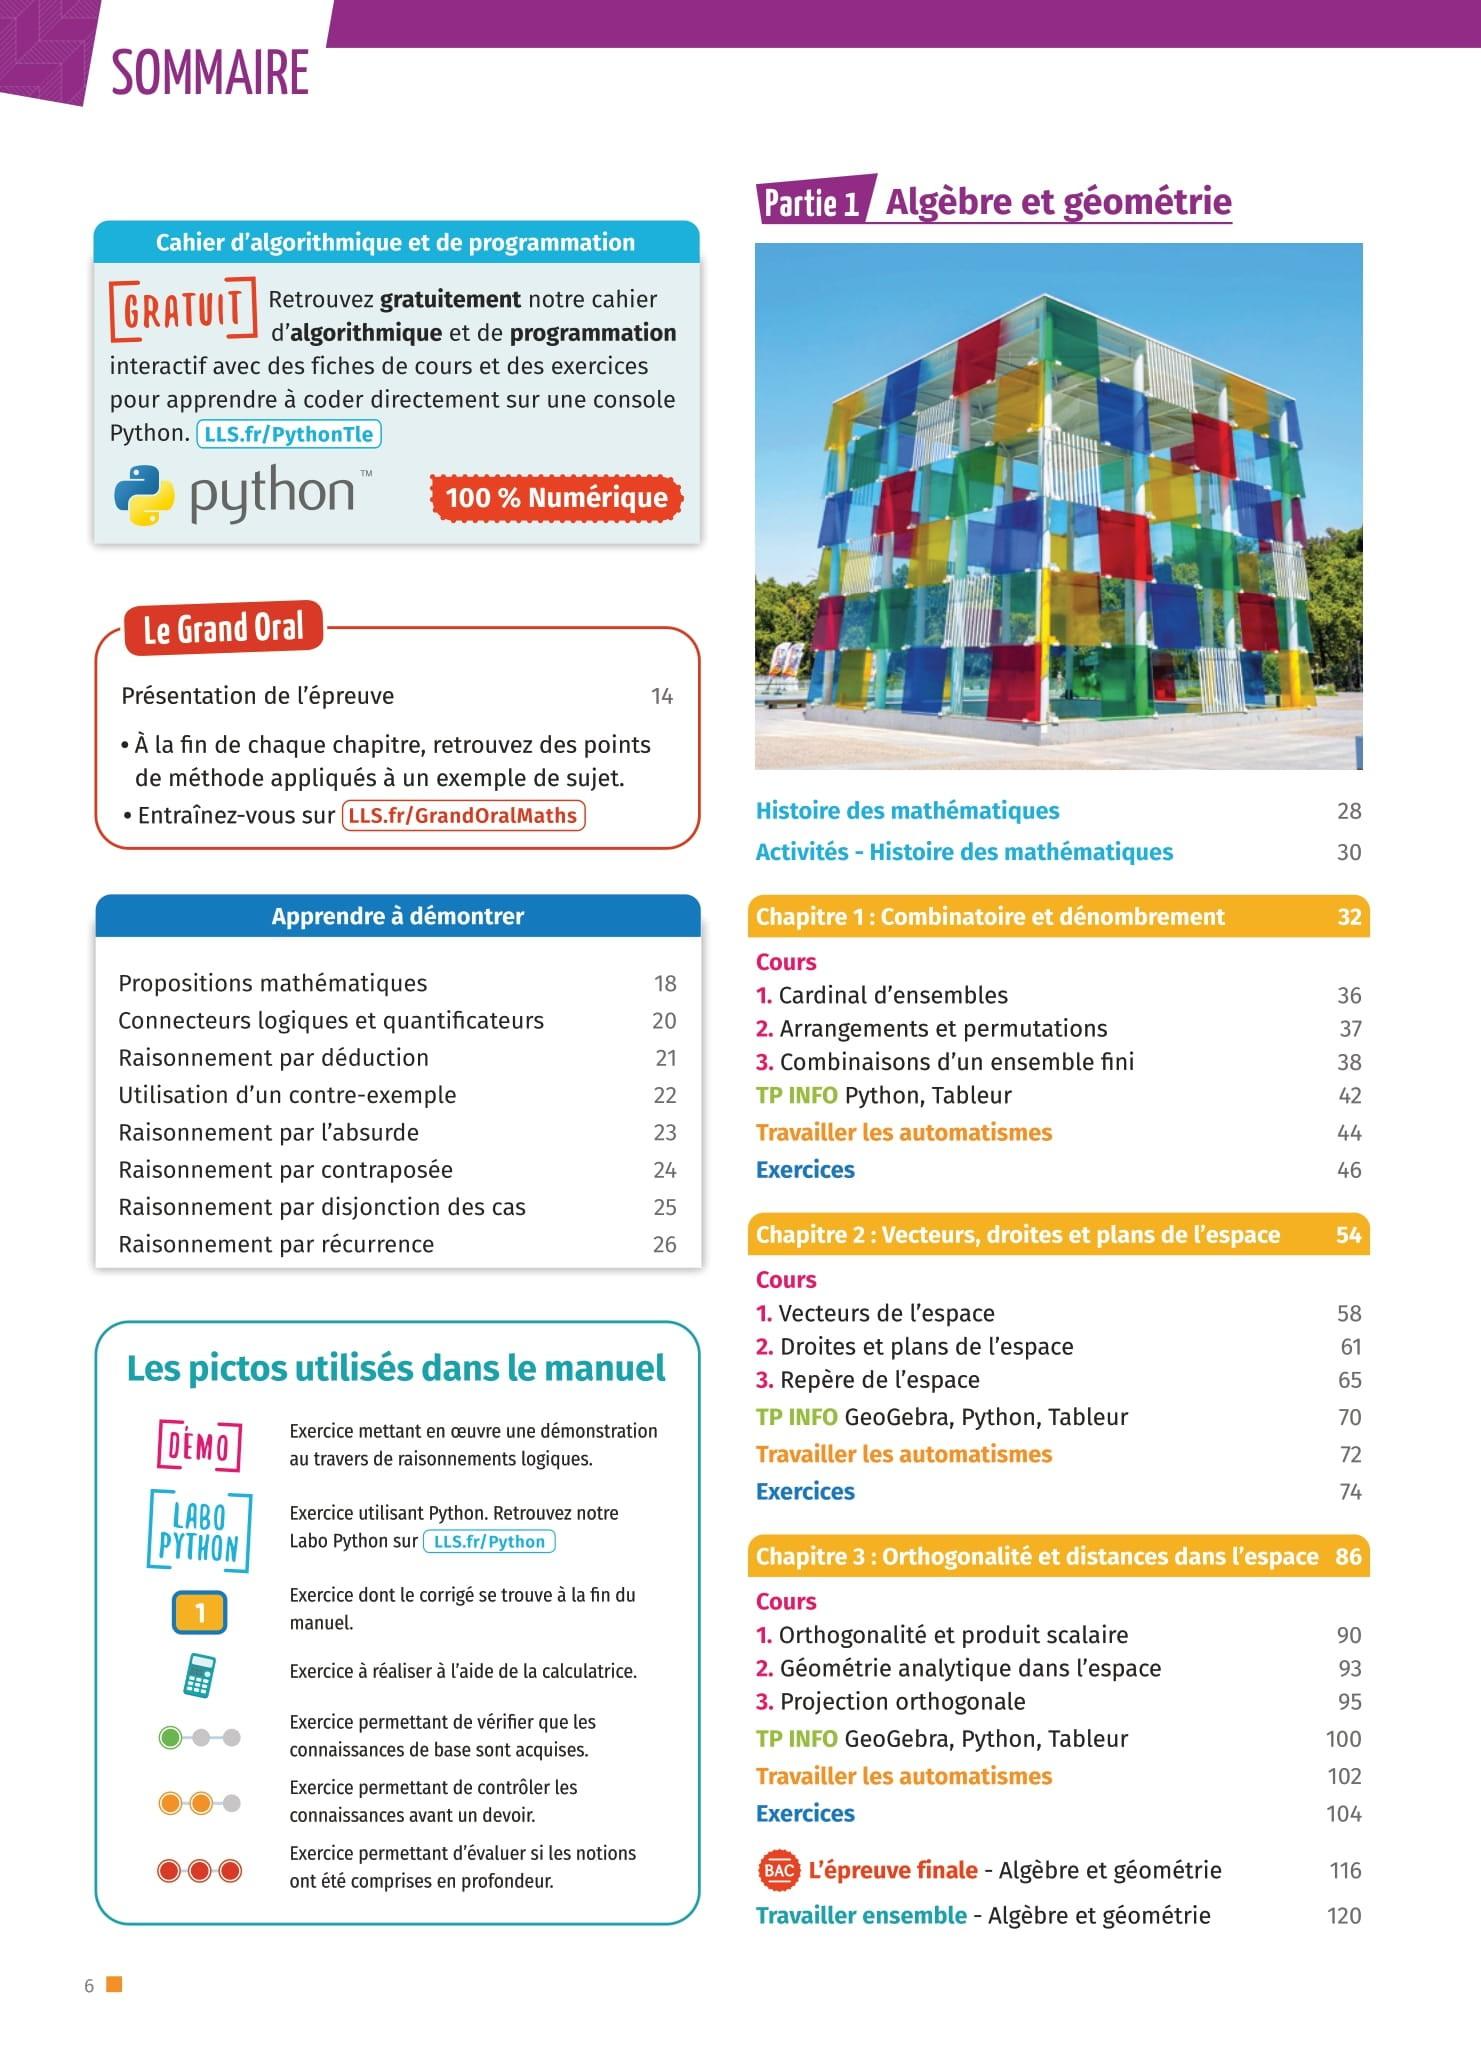 SOMMAIRE
Cahier d'algorithmique et de programmation
GRATUIT Retrouvez gratuitement notre cahier
d'algorithmique et de programmation
interactif avec des fiches de cours et des exercices
pour apprendre à coder directement sur une console
Python. LLS.fr/PythonTle
python™
100 % Numérique
Le Grand Oral
Présentation de l'épreuve 14
• À la fin de chaque chapitre, retrouvez des points
de méthode appliqués à un exemple de sujet.
• Entraînez-vous sur LLS.fr/GrandOralMaths
Apprendre à démontrer
Propositions mathématiques 18
Connecteurs logiques et quantificateurs 20
Raisonnement par déduction 21
Utilisation d'un contre-exemple 22
Raisonnement par l'absurde 23
Raisonnement par contraposée 24
Raisonnement par disjonction des cas 25
Raisonnement par récurrence 26
Les pictos utilisés dans le manuel
DÉMO
Exercice mettant en œuvre une démonstration
au travers de raisonnements logiques.
LABO
PYTHON
Exercice utilisant Python. Retrouvez notre
Labo Python sur LLS.fr/Python
1
Exercice dont le corrigé se trouve à la fin du
manuel.
Exercice à réaliser à l'aide de la calculatrice.
Exercice permettant de vérifier que les
connaissances de base sont acquises.
Exercice permettant de contrôler les
connaissances avant un devoir.
Exercice permettant d'évaluer si les notions
ont été comprises en profondeur.
Partie 1 Algèbre et géométrie
Histoire des mathématiques 28
Activités - Histoire des mathématiques 30
Chapitre 1 : Combinatoire et dénombrement 32
Cours
1. Cardinal d'ensembles 36
2. Arrangements et permutations 37
3. Combinaisons d'un ensemble fini 38
TP INFO Python, Tableur 42
Travailler les automatismes 44
Exercices 46
Chapitre 2 : Vecteurs, droites et plans de l'espace 54
Cours
1. Vecteurs de l'espace 58
2. Droites et plans de l'espace 61
3. Repère de l'espace 65
TP INFO GeoGebra, Python, Tableur 70
Travailler les automatismes 72
Exercices 74
Chapitre 3 : Orthogonalité et distances dans l'espace 86
Cours
1. Orthogonalité et produit scalaire 90
2. Géométrie analytique dans l'espace 93
3. Projection orthogonale 95
TP INFO GeoGebra, Python, Tableur 100
Travailler les automatismes 102
Exercices 104
BAC L'épreuve finale - Algèbre et géométrie 116
Travailler ensemble - Algèbre et géométrie 120
6